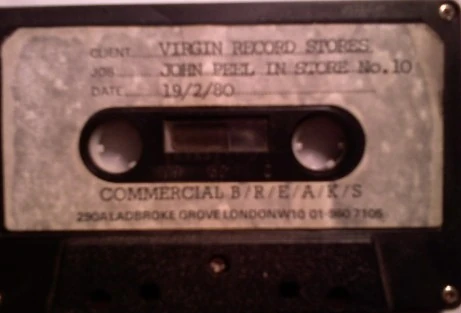 CLIENT VIRGIN RECORD STORES
JOB JOHN PEEL IN STORE No.10
DATE 19/2/80
COMMERCIAL B/R/E/A/K/S
290A LADBROKE GROVE LONDON W10 01-960 7105